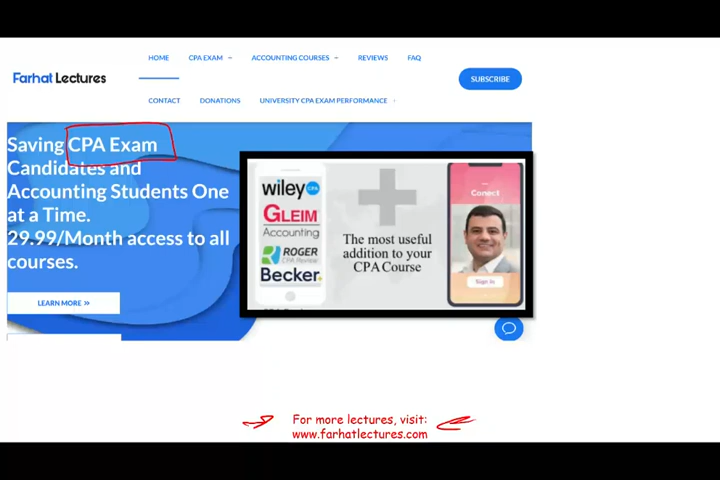 HOME
CPA EXAM
ACCOUNTING COURSES
REVIEWS
FAQ
Farhat Lectures
SUBSCRIBE
CONTACT
DONATIONS
UNIVERSITY CPA EXAM PERFORMANCE
Saving CPA Exam
Candidates and
Accounting Students One
at a Time.
29.99/Month access to all
courses.
LEARN MORE »
wiley CPA
GLEIM
Accounting
ROGER
CPA Review
Becker.
The most useful
addition to your
CPA Course
Conect
Sign In
For more lectures, visit:
www.farhatlectures.com